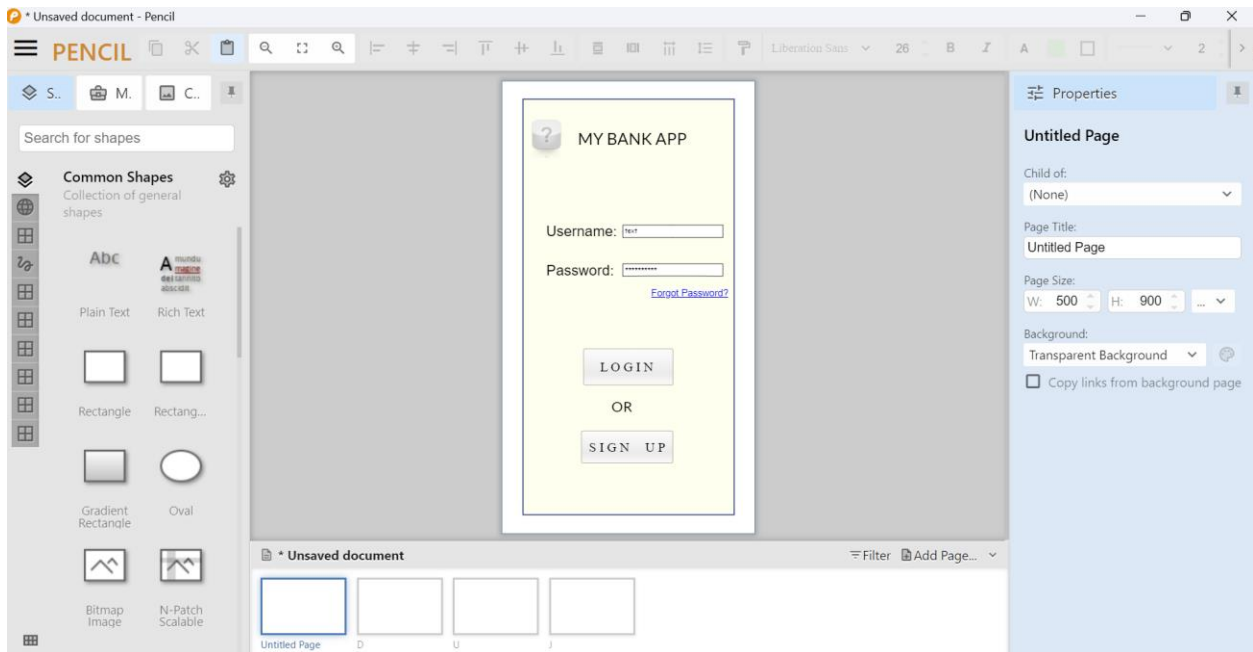 * Unsaved document - Pencil
PENCIL
Liberation Sans
26
B
I
A
2
S..
M.
C..
Search for shapes
Common Shapes
Collection of general
shapes
Abc
Plain Text
Rich Text
Rectangle
Rectang...
Gradient
Rectangle
Oval
Bitmap
Image
N-Patch
Scalable
MY BANK APP
Username: text
Password: **********
Forgot Password?
LOGIN
OR
SIGN UP
* Unsaved document
Filter
Add Page...
Untitled Page
D
U
J
Properties
Untitled Page
Child of:
(None)
Page Title:
Untitled Page
Page Size:
W: 500
H: 900
...
Background:
Transparent Background
Copy links from background page